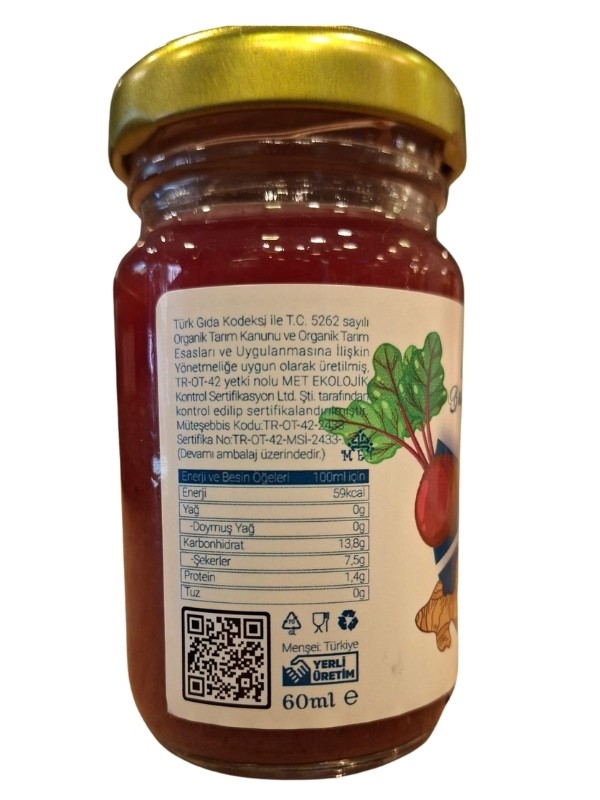 Türk Gıda Kodeksi ile T.C. 5262 sayılı
Organik Tarım Kanunu ve Organik Tarım
Esasları ve Uygulanmasına İlişkin
Yönetmeliğe uygun olarak üretilmiş,
TR-OT-42 yetki nolu MET EKOLOJİK
Kontrol Sertifikasyon Ltd. Şti. tarafından
kontrol edilip sertifikalandırılmıştır.
Müteşebbis Kodu:TR-OT-42-2433
Sertifika No:TR-OT-42-MSİ-2433-
(Devamı ambalaj üzerindedir.)
Enerji ve Besin Öğeleri 100ml için
Enerji 59kcal
Yağ 0g
-Doymuş Yağ 0g
Karbonhidrat 13,8g
-Şekerler 7,5g
Protein 1,4g
Tuz 0g
Menşei: Türkiye
YERLİ
ÜRETİM
60ml e